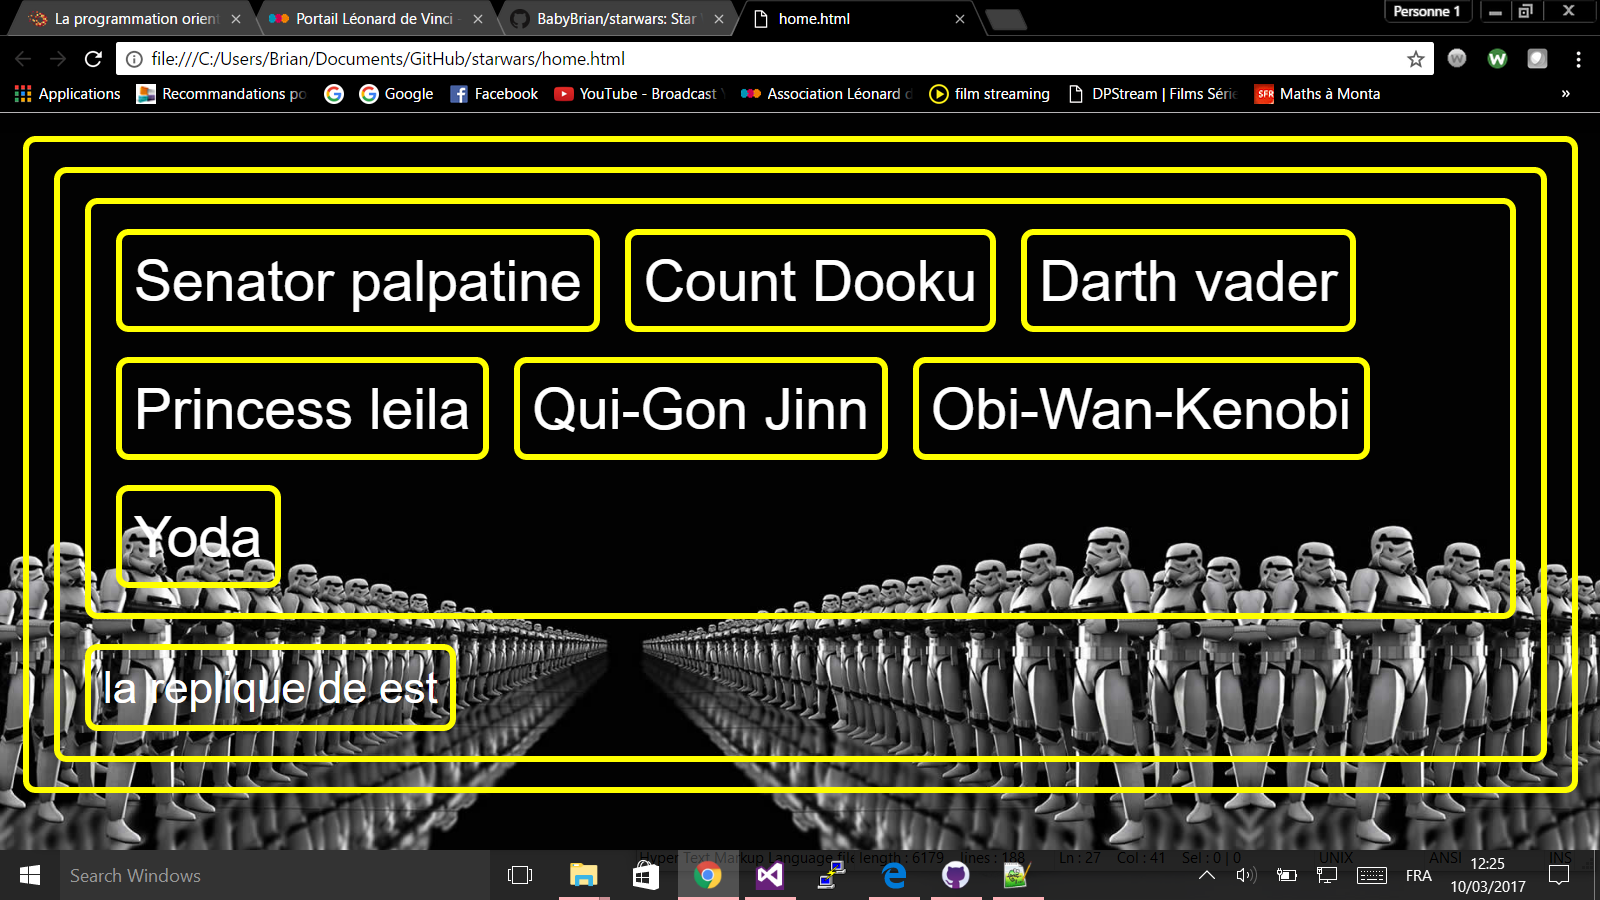 La programmation orient
Portail Léonard de Vinci
BabyBrian/starwars: Star
home.html
Personne 1
file:///C:/Users/Brian/Documents/GitHub/starwars/home.html
Applications
Recommandations po
Google
Facebook
YouTube - Broadcast
Association Léonard d
film streaming
DPStream | Films Séri
SFR
Maths à Monta
»
Senator palpatine
Count Dooku
Darth vader
Princess leila
Qui-Gon Jinn
Obi-Wan-Kenobi
Yoda
la replique de est
Hyper Text Markup Language file length : 6179 lines : 188 Ln : 27 Col : 41 Sel : 0 | 0 UNIX ANSI INS
Search Windows
FRA
12:25
10/03/2017